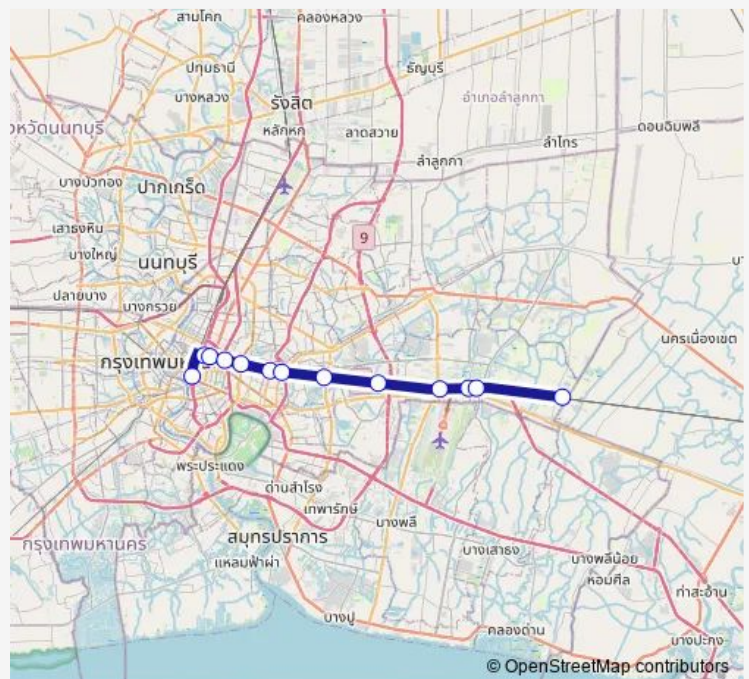 สามโคก
คลองหลวง
ปทุมธานี
ธัญบุรี
บางหลวง
รังสิต
อำเภอลำลูกกา
หลักหก
ลาดสวาย
ดอนฉิมพลี
งหวัดนนทบุรี
ลำไทร
ลำลูกกา
บางบัวทอง
ปากเกร็ด
เสาธงหิน
9
บางใหญ่
นนทบุรี
ปลายบาง
บางกรวย
นครเนื่องเขต
กรุงเทพมห
พระประแดง
ด่านสำโรง
เทพารักษ์
บางพลี
สมุทรปราการ
กรุงเทพมหานคร
แหลมฟ้าผ่า
บางเสาธง
บางพลีน้อย
หอมศีล
ท่าสะอ้าน
บางปู
คลองด่าน
บางปะกง
© OpenStreetMap contributors